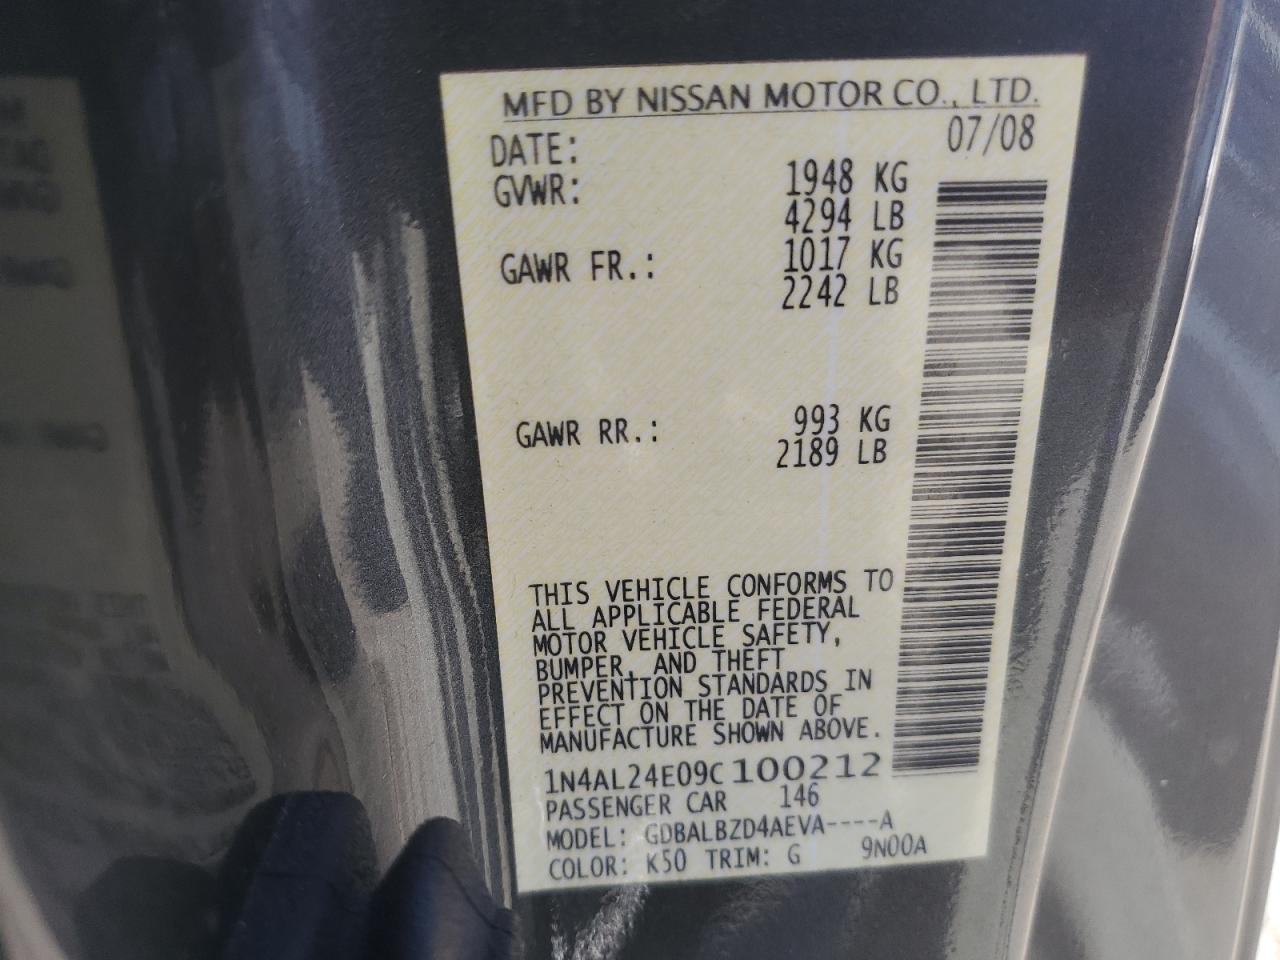 MFD BY NISSAN MOTOR CO., LTD.
DATE: 07/08
GVWR: 1948 KG
4294 LB
GAWR FR.: 1017 KG
2242 LB
GAWR RR.: 993 KG
2189 LB
THIS VEHICLE CONFORMS TO
ALL APPLICABLE FEDERAL
MOTOR VEHICLE SAFETY,
BUMPER, AND THEFT
PREVENTION STANDARDS IN
EFFECT ON THE DATE OF
MANUFACTURE SHOWN ABOVE.
1N4AL24E09C100212
PASSENGER CAR 146
MODEL: GDBALBZD4AEVA----A
COLOR: K50 TRIM: G 9N00A